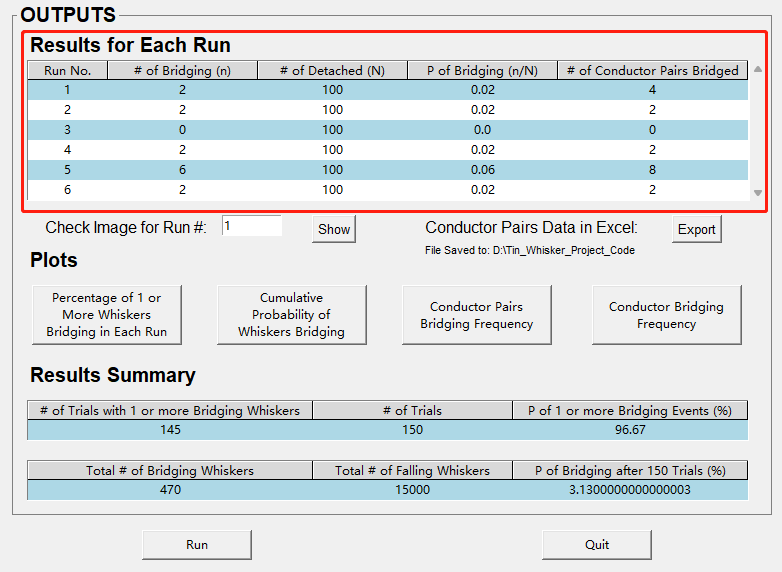 OUTPUTS
Results for Each Run
Run No. # of Bridging (n) # of Detached (N) P of Bridging (n/N) # of Conductor Pairs Bridged
1 2 100 0.02 4
2 2 100 0.02 2
3 0 100 0.0 0
4 2 100 0.02 2
5 6 100 0.06 8
6 2 100 0.02 2
Check Image for Run #: 1 Show Conductor Pairs Data in Excel: Export
File Saved to: D:\Tin_Whisker_Project_Code
Plots
Percentage of 1 or
More Whiskers
Bridging in Each Run
Cumulative
Probability of
Whiskers Bridging
Conductor Pairs
Bridging Frequency
Conductor Bridging
Frequency
Results Summary
# of Trials with 1 or more Bridging Whiskers # of Trials P of 1 or more Bridging Events (%)
145 150 96.67
Total # of Bridging Whiskers Total # of Falling Whiskers P of Bridging after 150 Trials (%)
470 15000 3.1300000000000003
Run Quit